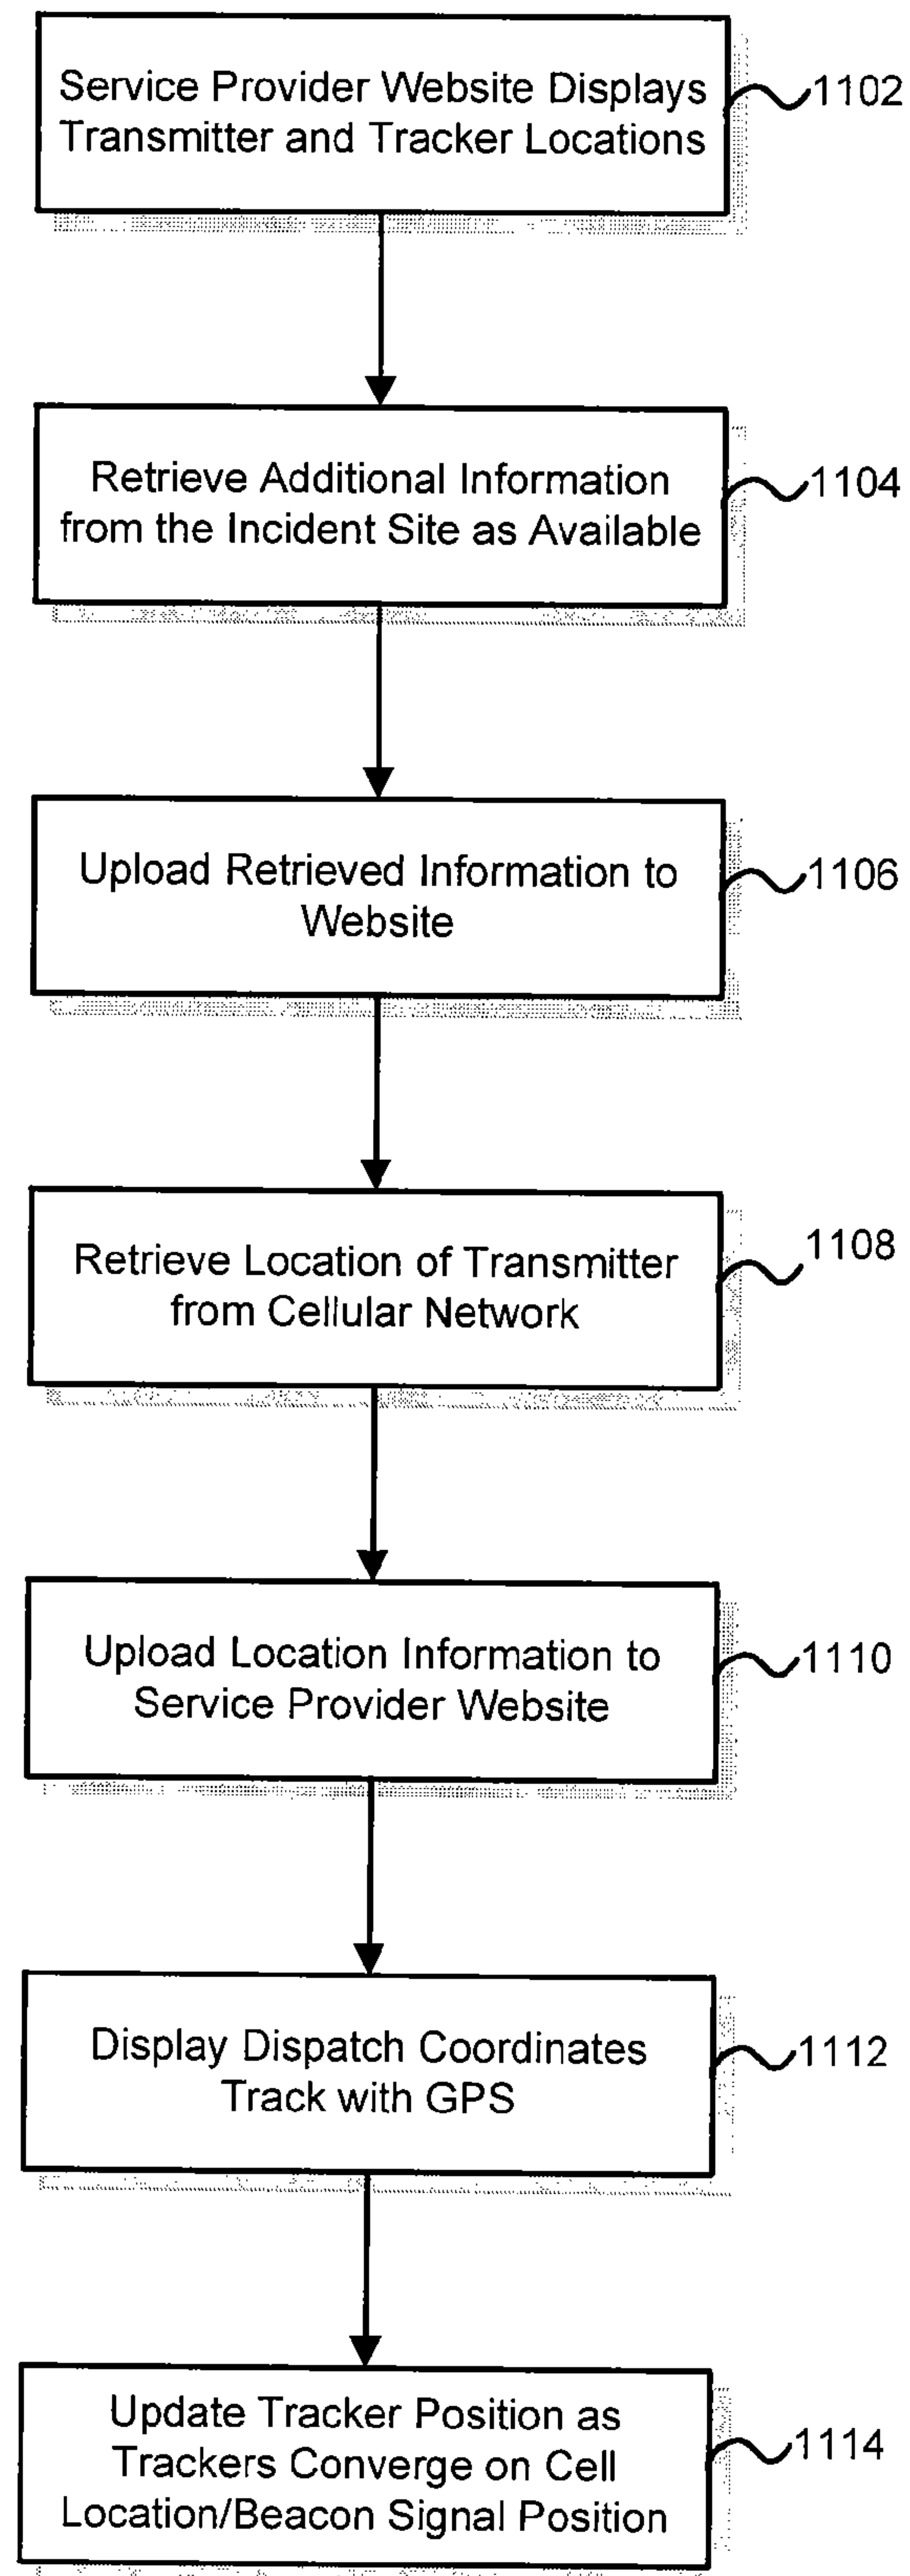 Service Provider Website Displays
Transmitter and Tracker Locations
1102
Retrieve Additional Information
from the Incident Site as Available
1104
Upload Retrieved Information to
Website
1106
Retrieve Location of Transmitter
from Cellular Network
1108
Upload Location Information to
Service Provider Website
1110
Display Dispatch Coordinates
Track with GPS
1112
Update Tracker Position as
Trackers Converge on Cell
Location/Beacon Signal Position
1114